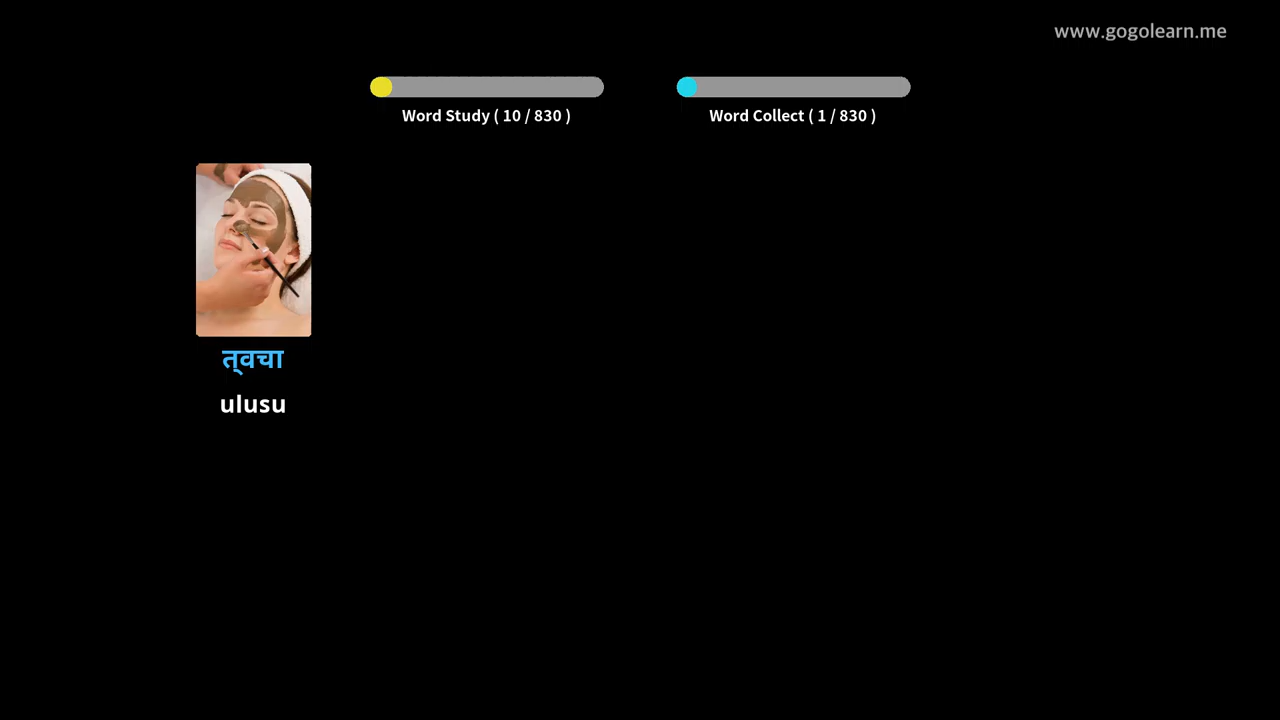 www.gogolearn.me
Word Study ( 10 / 830 )
Word Collect ( 1 / 830 )
त्वचा
ulusu